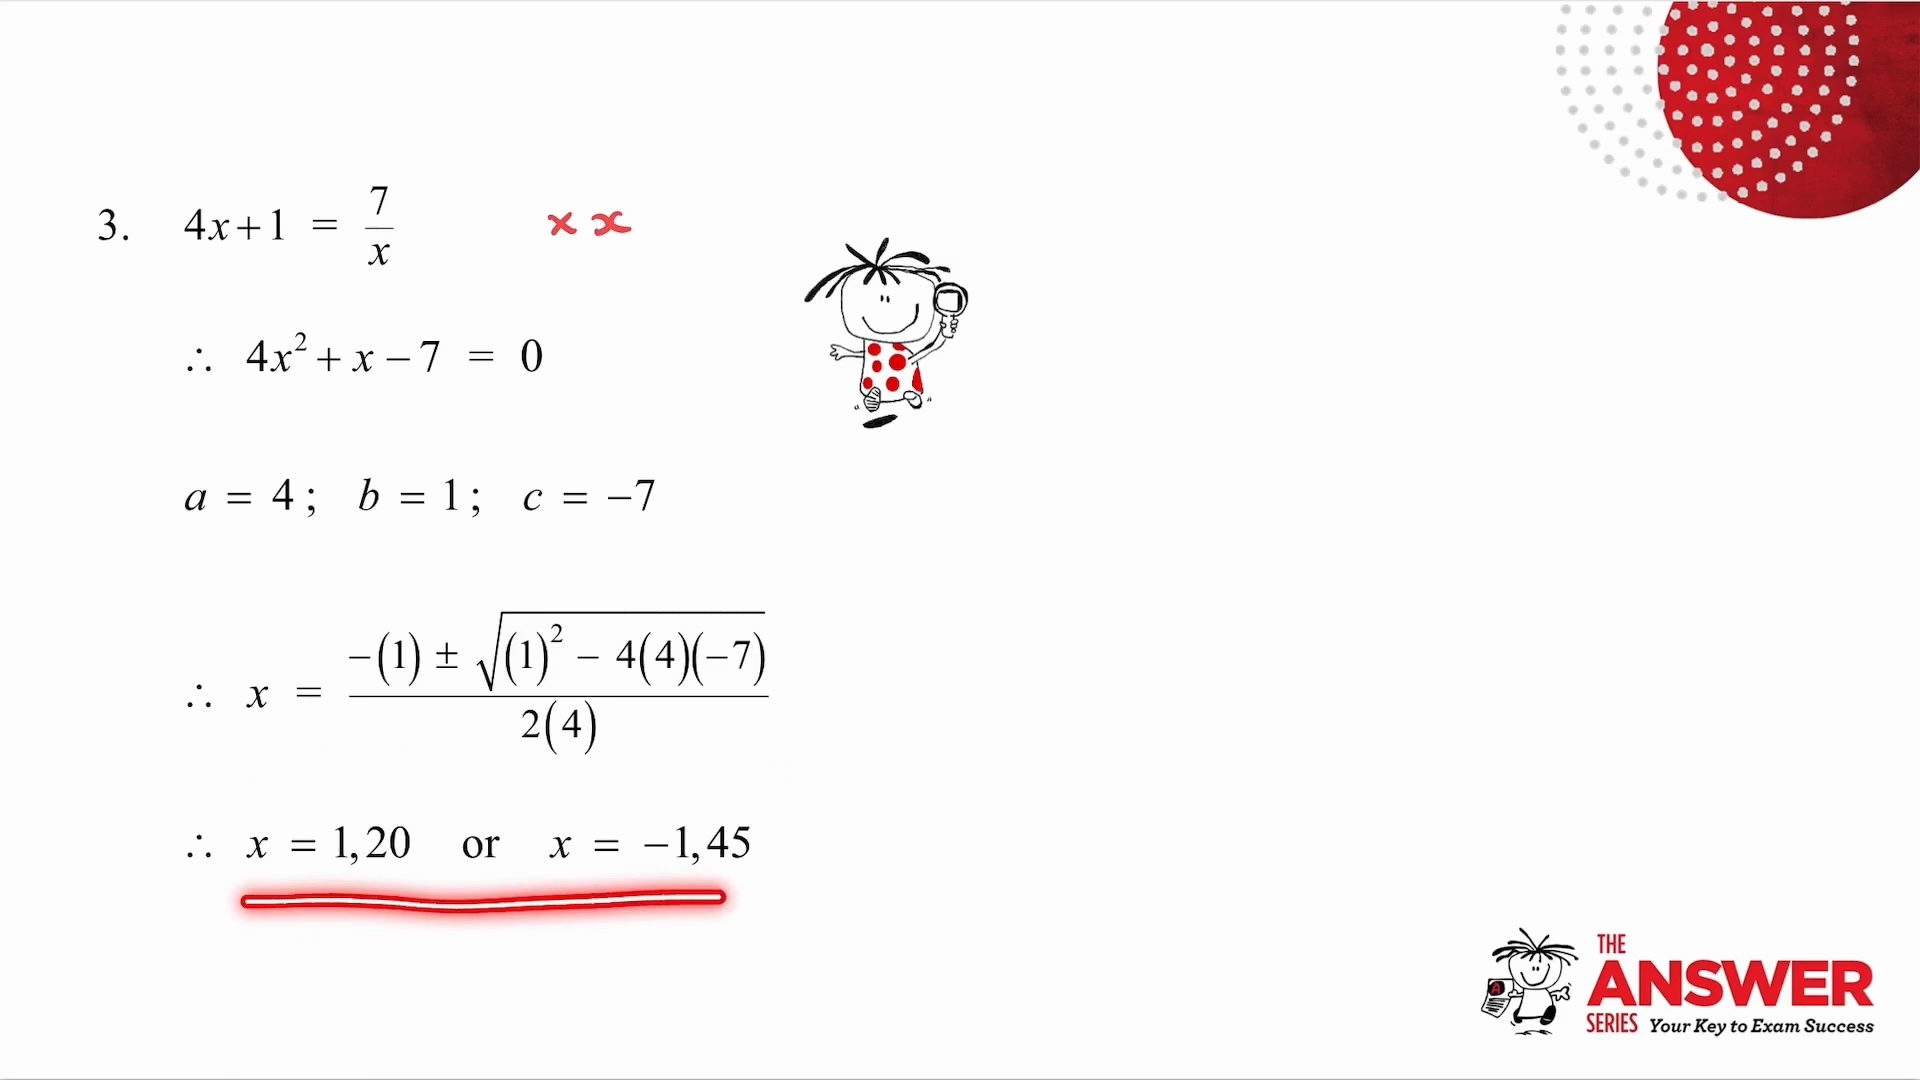 3. 4x+1 = 7/x × x
∴ 4x² + x − 7 = 0
a = 4; b = 1; c = −7
∴ x = (−(1) ± √((1)² − 4(4)(−7))) / 2(4)
∴ x = 1,20 or x = −1,45
THE
ANSWER
SERIES Your Key to Exam Success
A